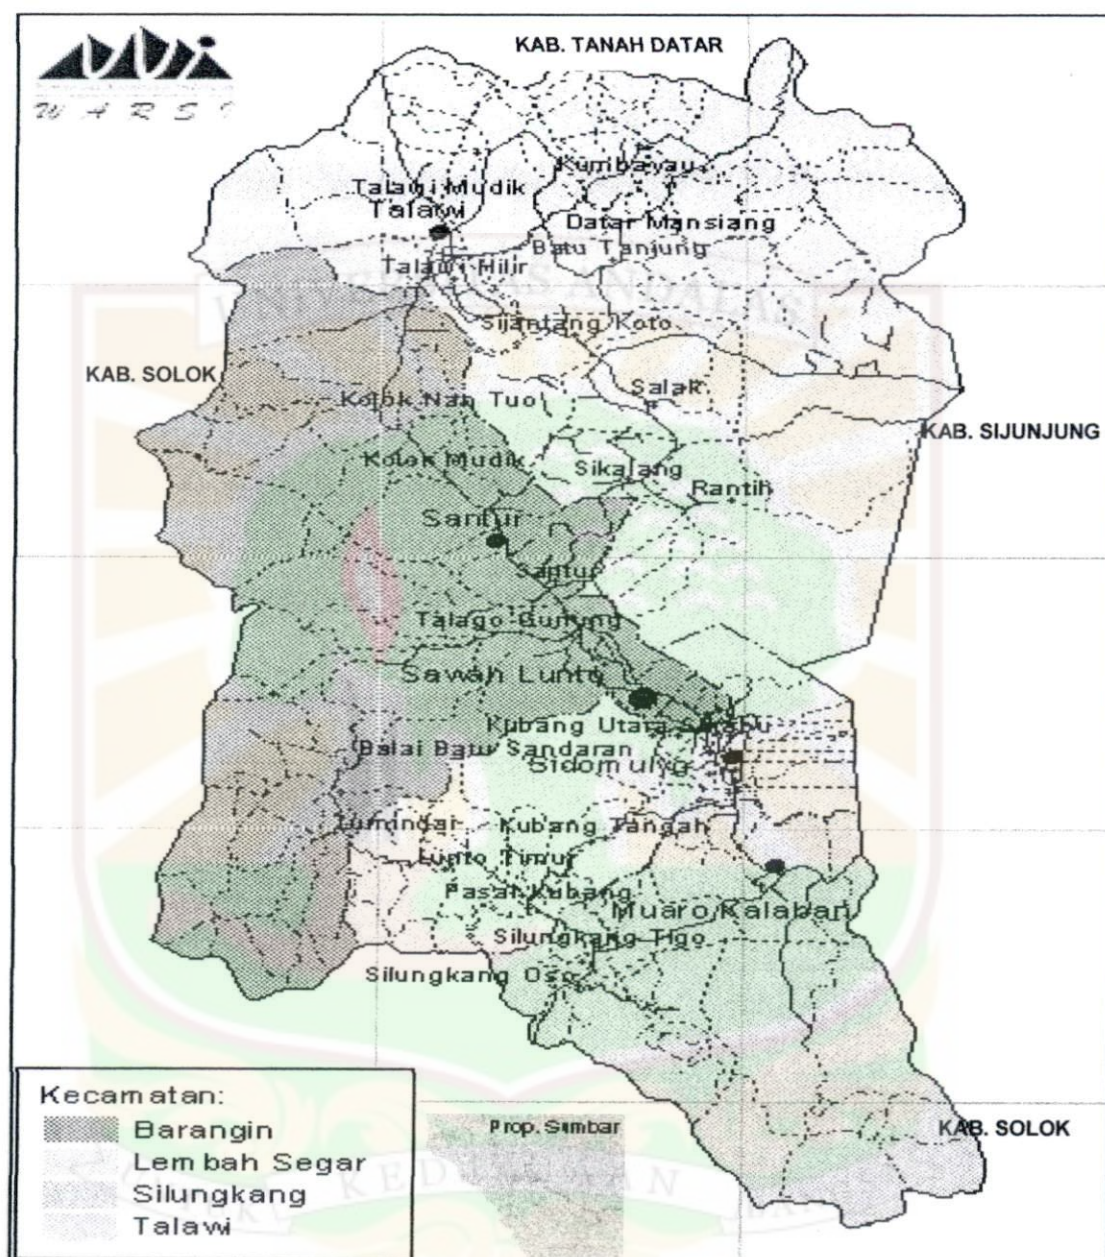 KAB. TANAH DATAR
WARSI
Kumbayau
Talawi Mudik
Talawi
Datar Mansiang
Batu Tanjung
Talawi Hilir
UNIVERSITAS ANDALAS
Sijantang Koto
KAB. SOLOK
Salak
Kolok Nan Tuo
KAB. SIJUNJUNG
Kolok Mudik
Sikalang
Rantih
Santur
Santur
Talago Gunung
Sawah Lunto
Kubang Utara
Balai Batu Sandaran
Sidomulyo
Lumindai
Kubang Tangah
Lunto Timur
Pasar Kubang
Muaro Kalaban
Silungkang Tigo
Silungkang Oso
Kecamatan:
Barangin
Lembah Segar
Silungkang
Talawi
Prop. Sumbar
KAB. SOLOK